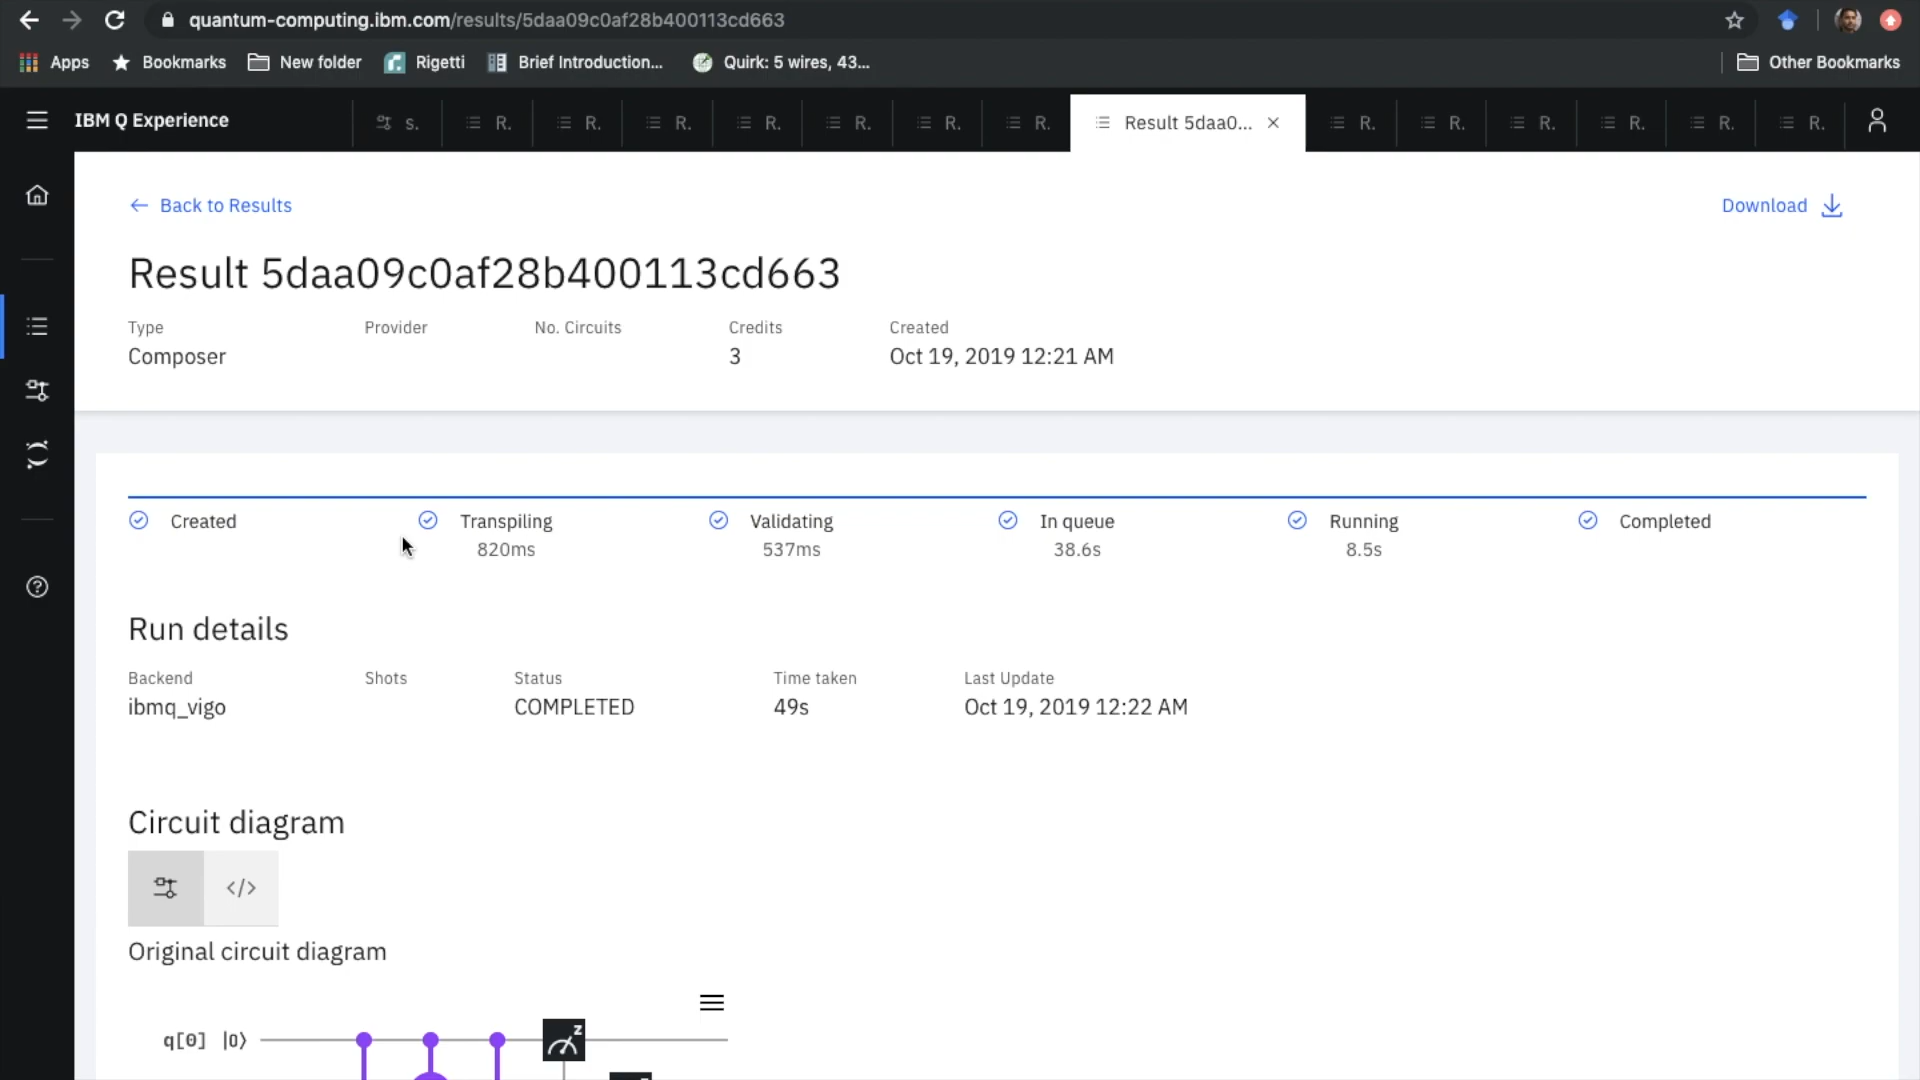 quantum-computing.ibm.com/results/5daa09c0af28b400113cd663
Apps Bookmarks New folder Rigetti Brief Introduction... Quirk: 5 wires, 43... Other Bookmarks
IBM Q Experience s. R. R. R. R. R. R. R. Result 5daa0... R. R. R. R. R. R.
Back to Results Download
Result 5daa09c0af28b400113cd663
Type Provider No. Circuits Credits Created
Composer 3 Oct 19, 2019 12:21 AM
Created Transpiling Validating In queue Running Completed
820ms 537ms 38.6s 8.5s
Run details
Backend Shots Status Time taken Last Update
ibmq_vigo COMPLETED 49s Oct 19, 2019 12:22 AM
Circuit diagram
</>
Original circuit diagram
q[0] |0⟩ z